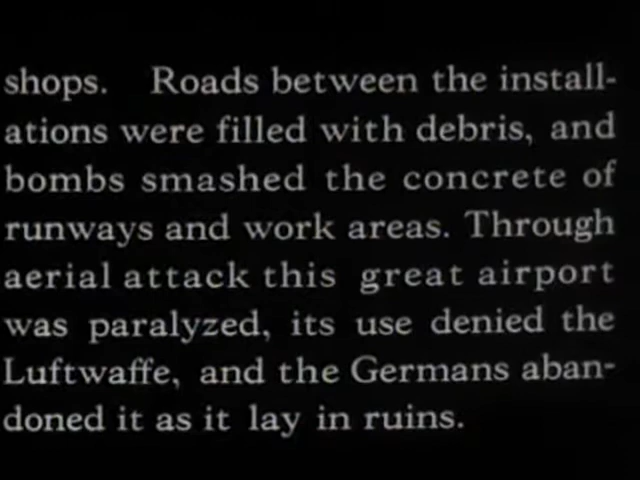 shops. Roads between the install-
ations were filled with debris, and
bombs smashed the concrete of
runways and work areas. Through
aerial attack this great airport
was paralyzed, its use denied the
Luftwaffe, and the Germans aban-
doned it as it lay in ruins.